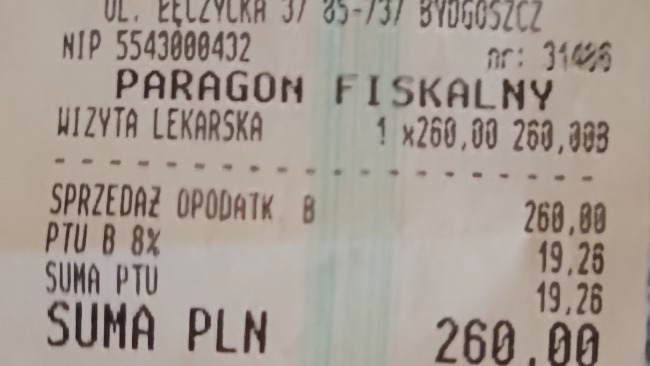 UL. ŁĘCZYCKA 37 85-737 BYDGOSZCZ
NIP 5543000432 nr:
PARAGON FISKALNY
WIZYTA LEKARSKA 1 x260,00 260,00B
SPRZEDAŻ OPODATK B 260,00
PTU B 8% 19,26
SUMA PTU 19,26
SUMA PLN 260,00